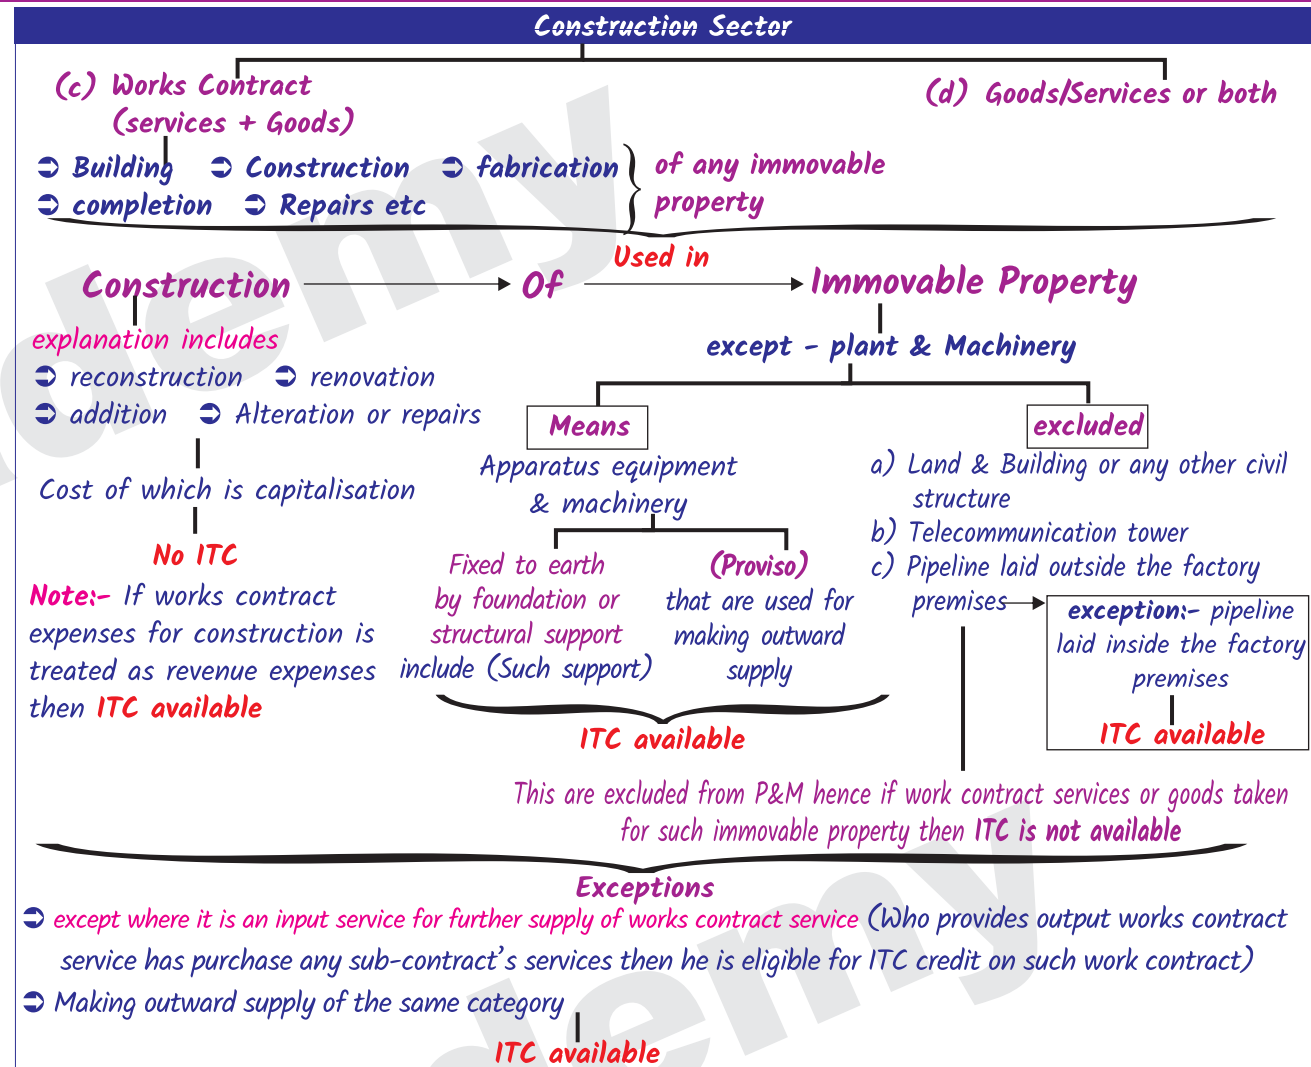 Construction Sector
(c) Works Contract
(services + Goods)
(d) Goods/Services or both
➲ Building ➲ Construction ➲ fabrication
➲ completion ➲ Repairs etc
of any immovable
property
Used in
Construction Of Immovable Property
explanation includes
➲ reconstruction ➲ renovation
➲ addition ➲ Alteration or repairs
Cost of which is capitalisation
No ITC
Note:- If works contract
expenses for construction is
treated as revenue expenses
then ITC available
except - plant & Machinery
Means
Apparatus equipment
& machinery
Fixed to earth
by foundation or
structural support
include (Such support)
(Proviso)
that are used for
making outward
supply
ITC available
excluded
a) Land & Building or any other civil
structure
b) Telecommunication tower
c) Pipeline laid outside the factory
premises
exception:- pipeline
laid inside the factory
premises
ITC available
This are excluded from P&M hence if work contract services or goods taken
for such immovable property then ITC is not available
Exceptions
➲ except where it is an input service for further supply of works contract service (Who provides output works contract
service has purchase any sub-contract's services then he is eligible for ITC credit on such work contract)
➲ Making outward supply of the same category
ITC available
demy
demy